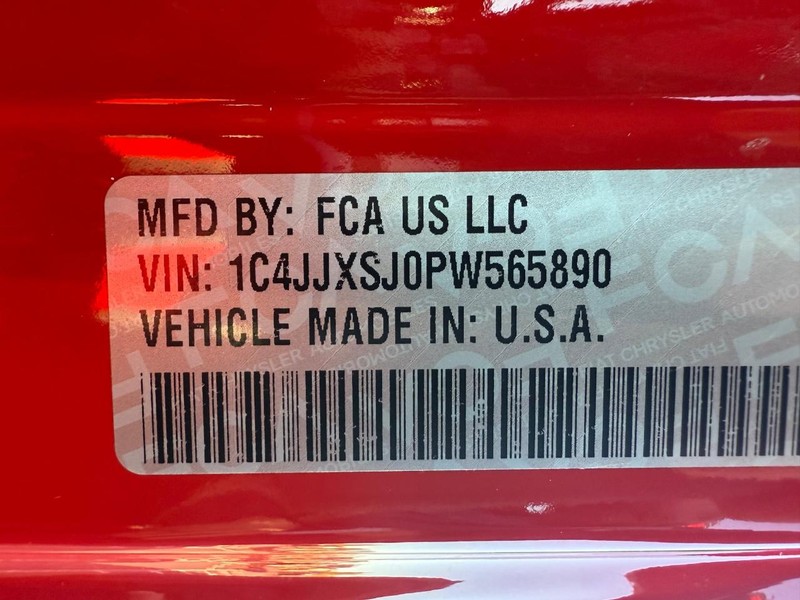 MFD BY: FCA US LLC
VIN: 1C4JJXSJ0PW565890
VEHICLE MADE IN: U.S.A.